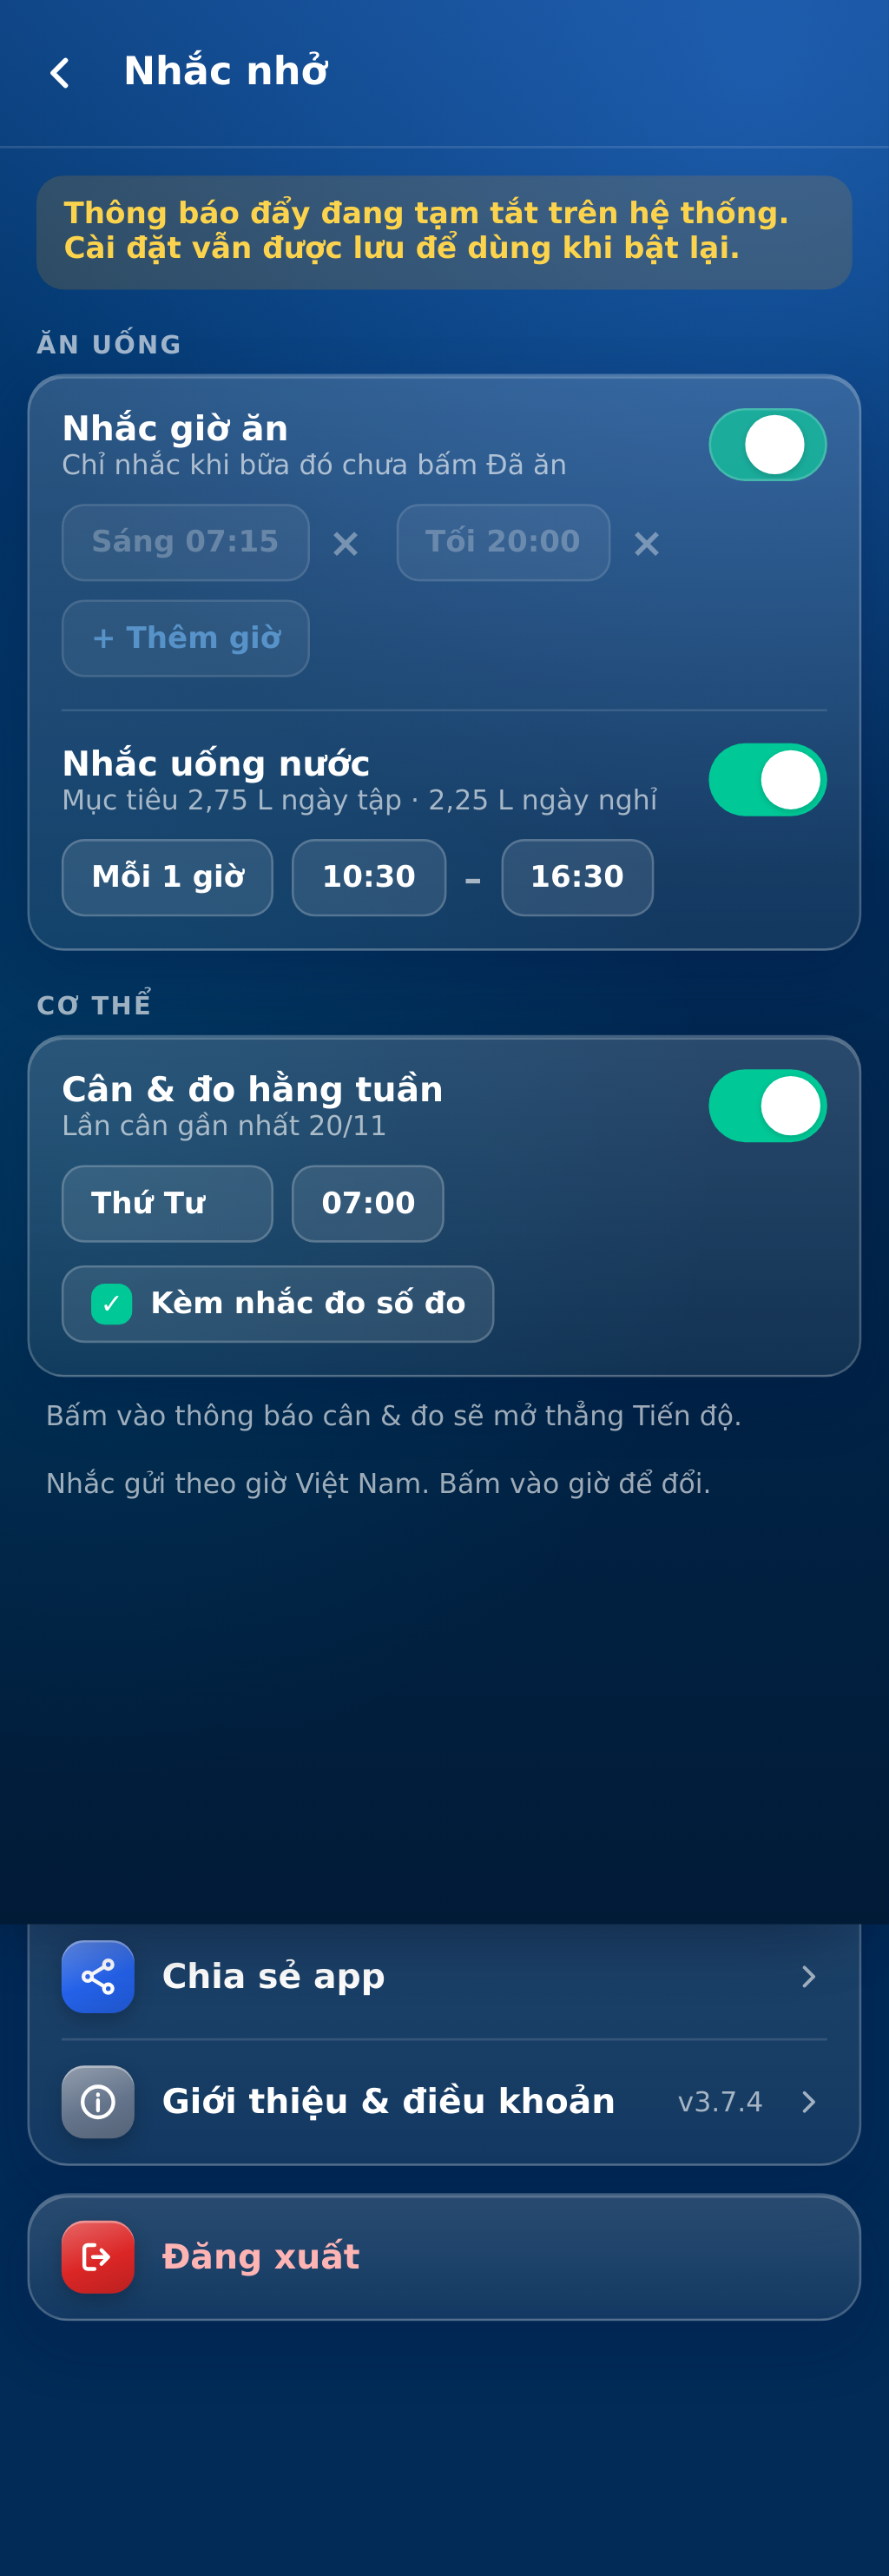 Nhắc nhở
Thông báo đẩy đang tạm tắt trên hệ thống.
Cài đặt vẫn được lưu để dùng khi bật lại.
ĂN UỐNG
Nhắc giờ ăn
Chỉ nhắc khi bữa đó chưa bấm Đã ăn
Sáng 07:15 × Tối 20:00 ×
+ Thêm giờ
Nhắc uống nước
Mục tiêu 2,75 L ngày tập · 2,25 L ngày nghỉ
Mỗi 1 giờ 10:30 – 16:30
CƠ THỂ
Cân & đo hằng tuần
Lần cân gần nhất 20/11
Thứ Tư 07:00
✓ Kèm nhắc đo số đo
Bấm vào thông báo cân & đo sẽ mở thẳng Tiến độ.
Nhắc gửi theo giờ Việt Nam. Bấm vào giờ để đổi.
Chia sẻ app
Giới thiệu & điều khoản v3.7.4
Đăng xuất